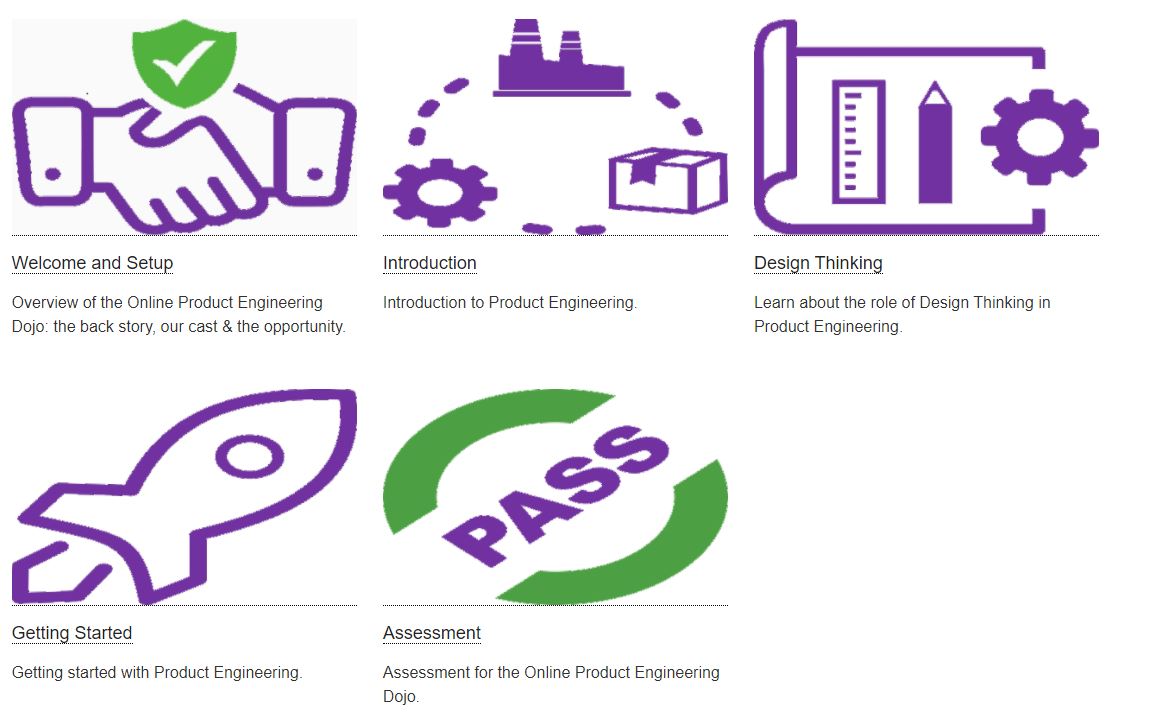 Welcome and Setup
Overview of the Online Product Engineering
Dojo: the back story, our cast & the opportunity.
Introduction
Introduction to Product Engineering.
Design Thinking
Learn about the role of Design Thinking in
Product Engineering.
PASS
Getting Started
Getting started with Product Engineering.
Assessment
Assessment for the Online Product Engineering
Dojo.